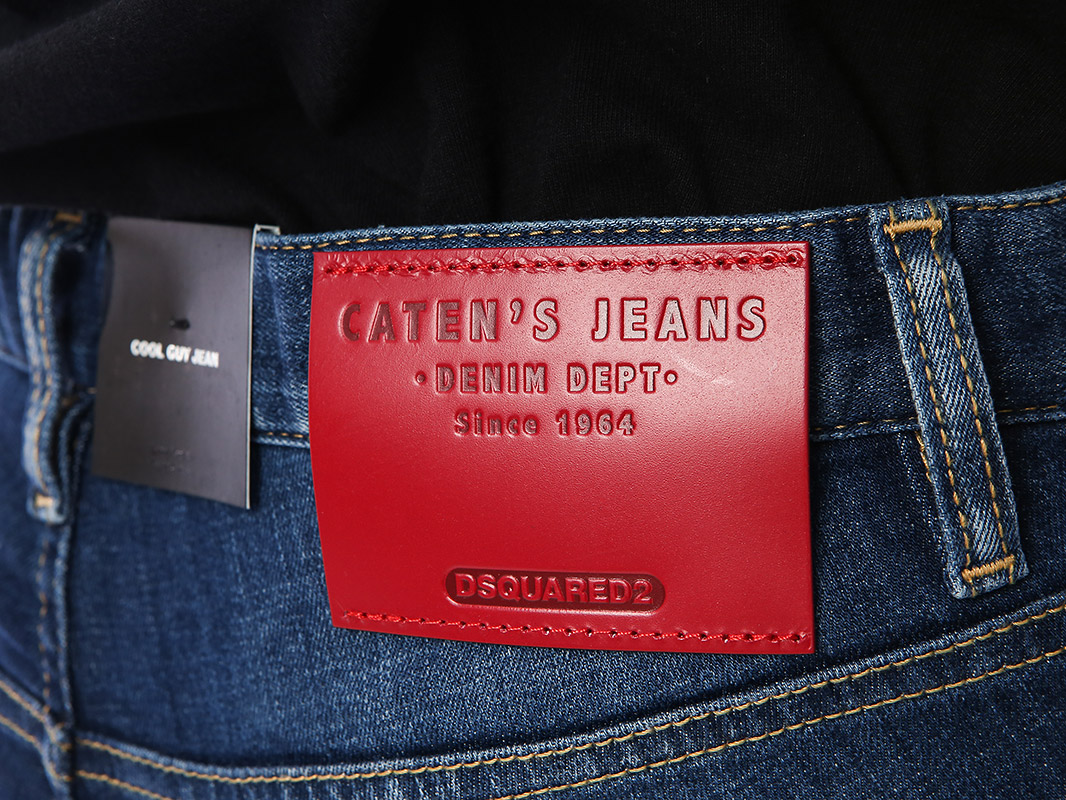 COOL GUY JEAN
CATEN'S JEANS
•DENIM DEPT•
Since 1964
DSQUARED2